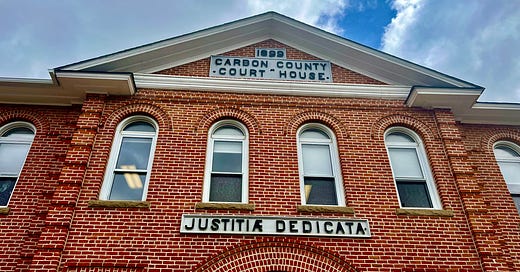 1899
CARBON COUNTY
·COURT-HOUSE·
JUSTITIÆ DEDICATA.